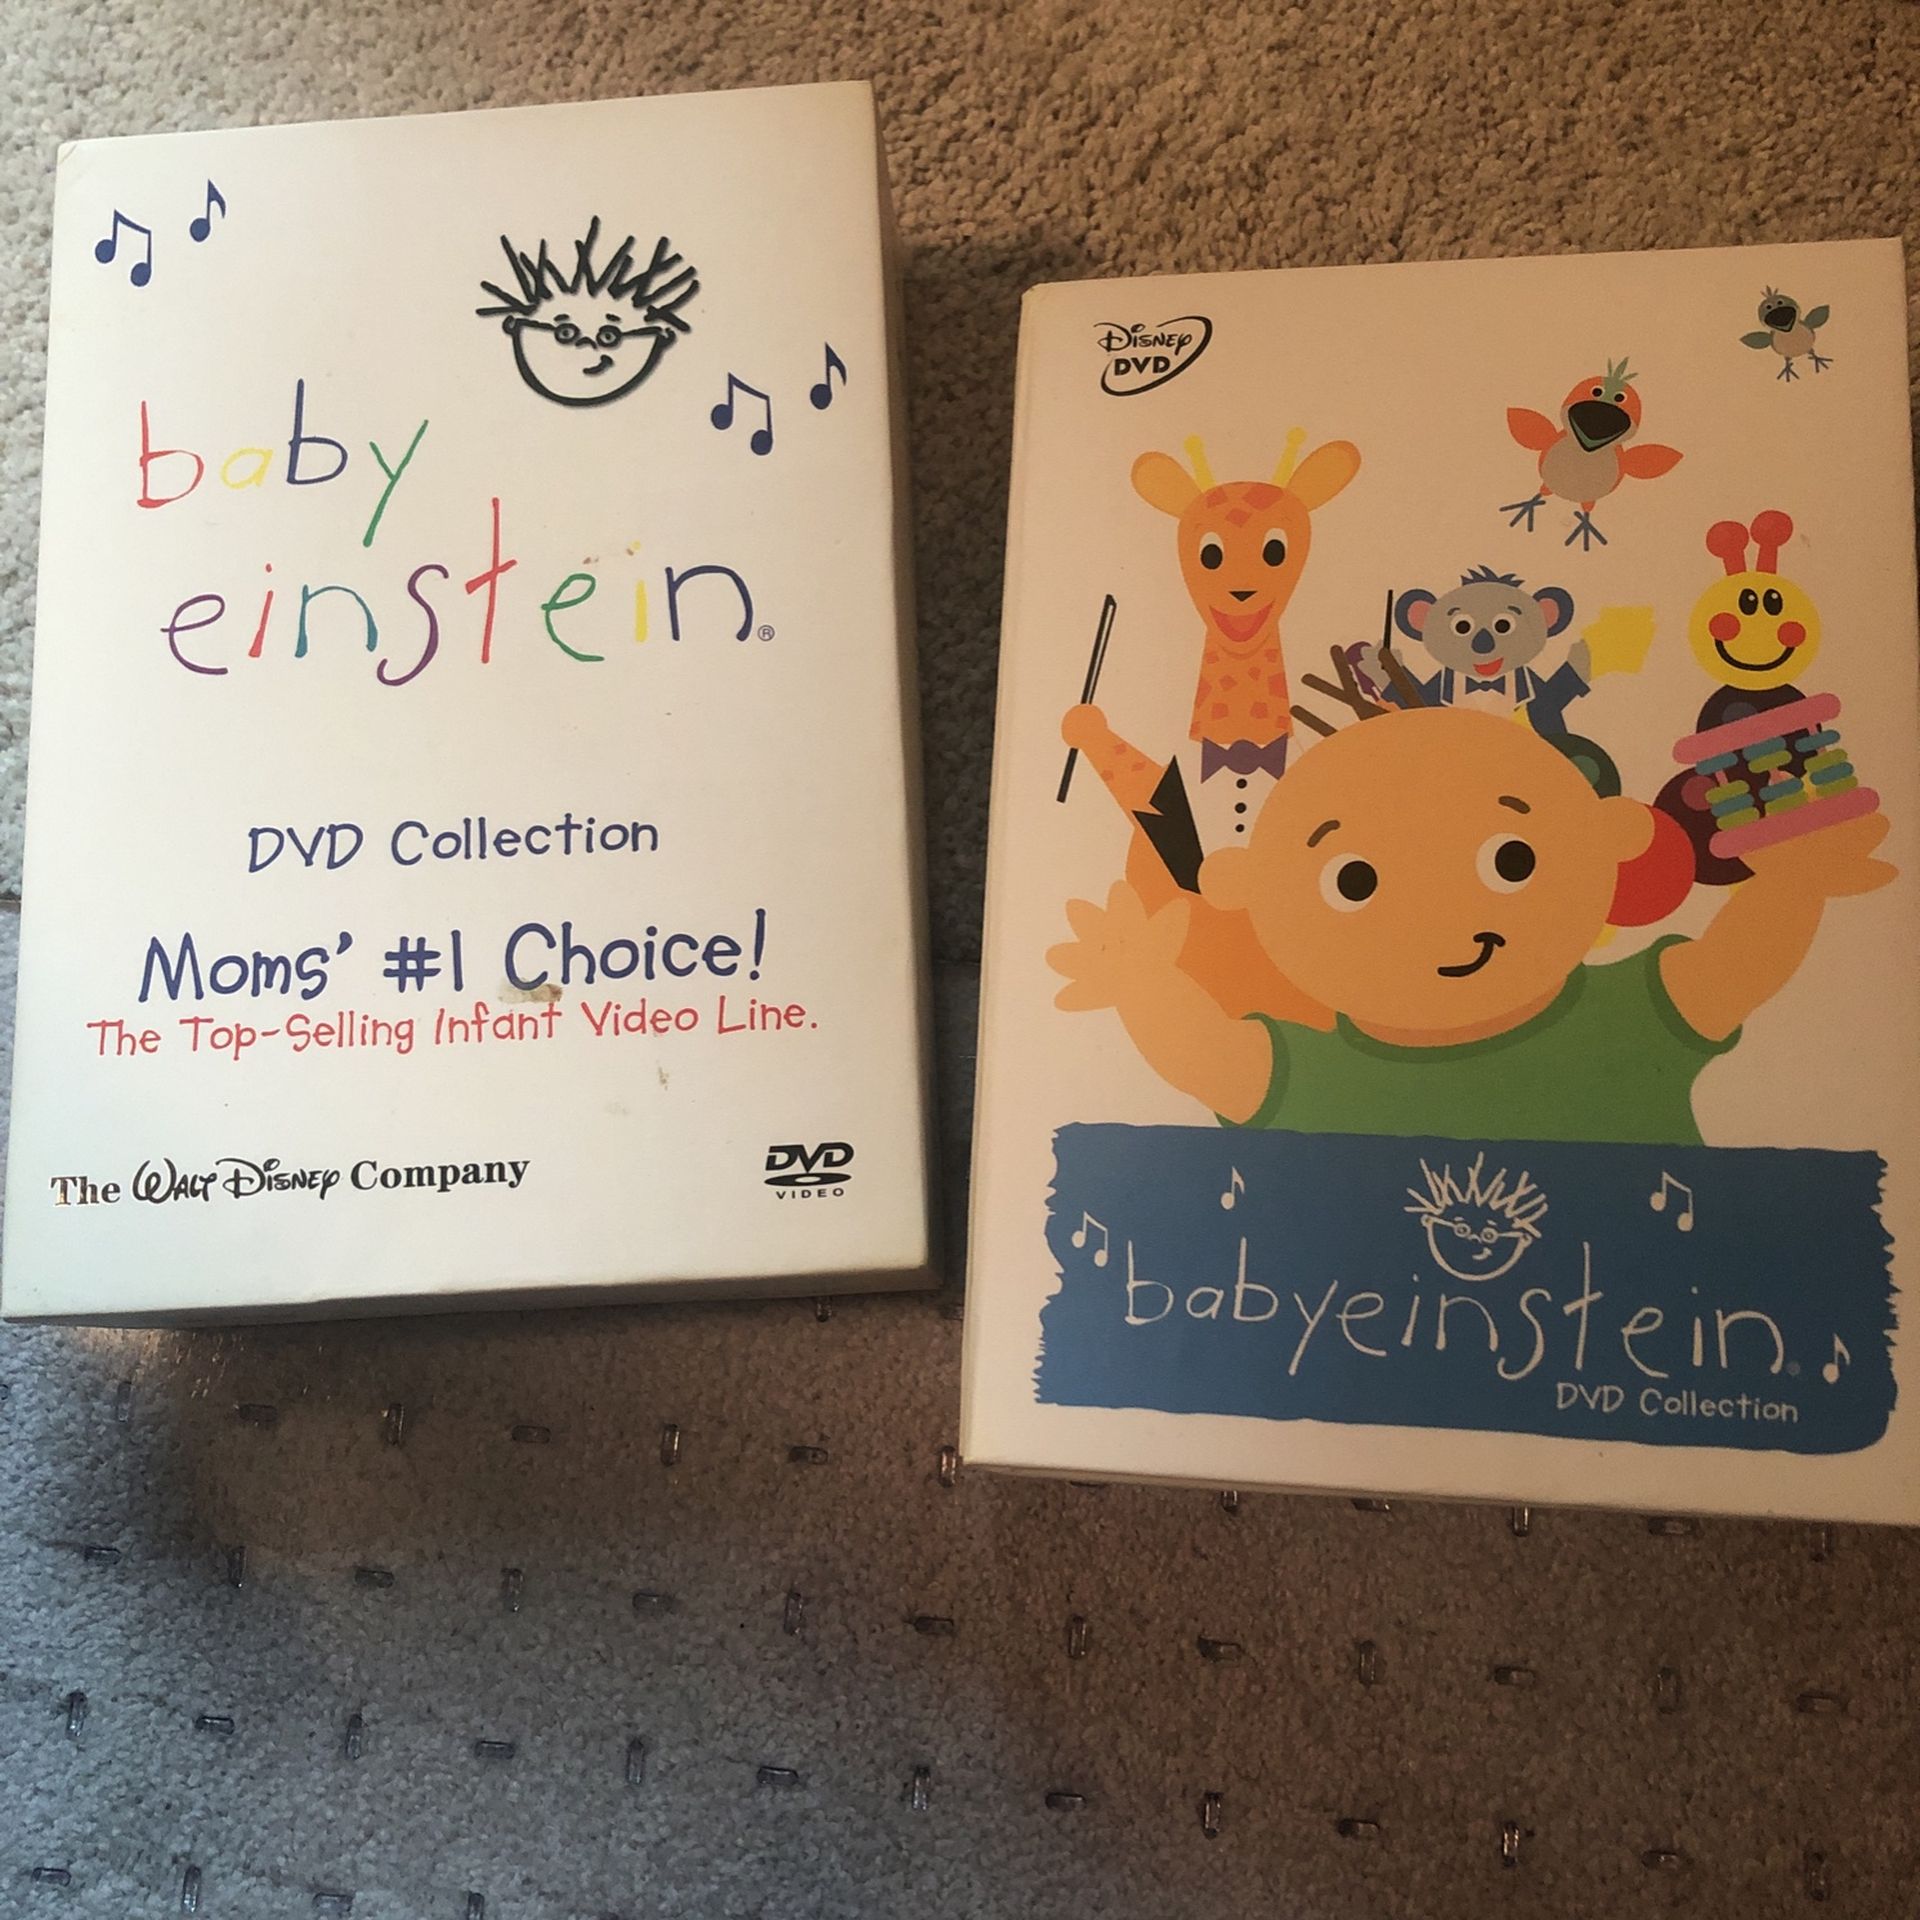 baby
einstein®
DVD Collection
Moms' #1 Choice!
The Top-Selling Infant Video Line.
The Walt Disney Company
DVD
VIDEO
Disney
DVD
babyeinstein
DVD Collection